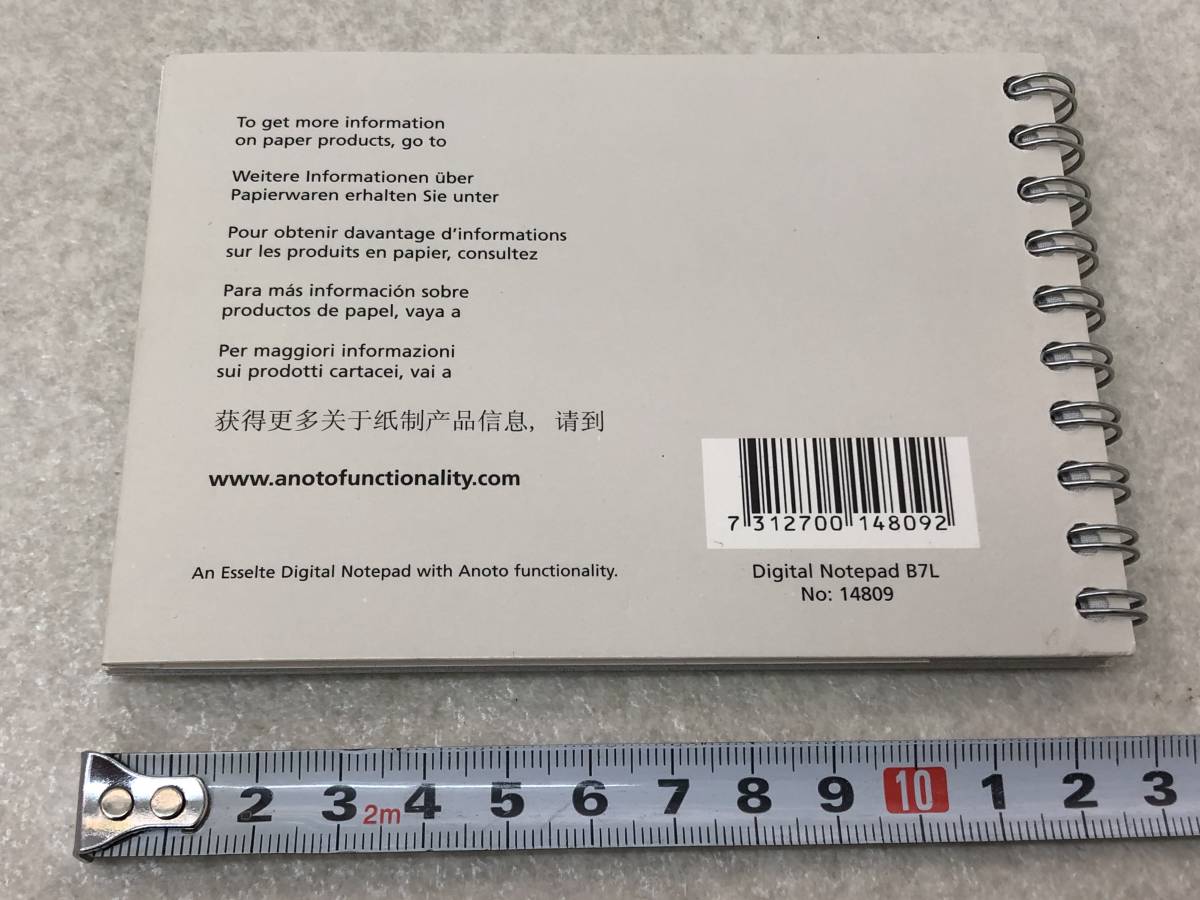 To get more information
on paper products, go to
Weitere Informationen über
Papierwaren erhalten Sie unter
Pour obtenir davantage d'informations
sur les produits en papier, consultez
Para más información sobre
productos de papel, vaya a
Per maggiori informazioni
sui prodotti cartacei, vai a
获得更多关于纸制产品信息, 请到
www.anotofunctionality.com
7 312700 148092
An Esselte Digital Notepad with Anoto functionality.
Digital Notepad B7L
No: 14809
2 3 2m 4 5 6 7 8 9 10 1 2 3